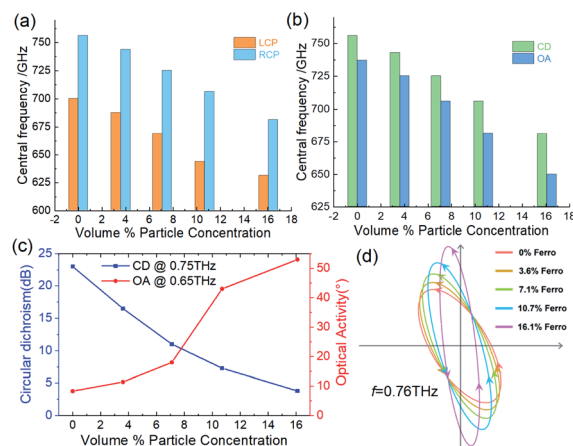 (a)
LCP
RCP
Central frequency /GHz
750
725
700
675
650
625
600
0 2 4 6 8 10 12 14 16 18
Volume % Particle Concentration
(b)
CD
OA
Central frequency /GHz
750
725
700
675
650
625
0 2 4 6 8 10 12 14 16 18
Volume % Particle Concentration
(c)
CD @ 0.75THz
OA @ 0.65THz
Circular dichroism(dB)
25
20
15
10
5
0
Optical Activity(°)
50
40
30
20
10
0
0 2 4 6 8 10 12 14 16
Volume % Particle Concentration
(d)
0% Ferro
3.6% Ferro
7.1% Ferro
10.7% Ferro
16.1% Ferro
f=0.76THz